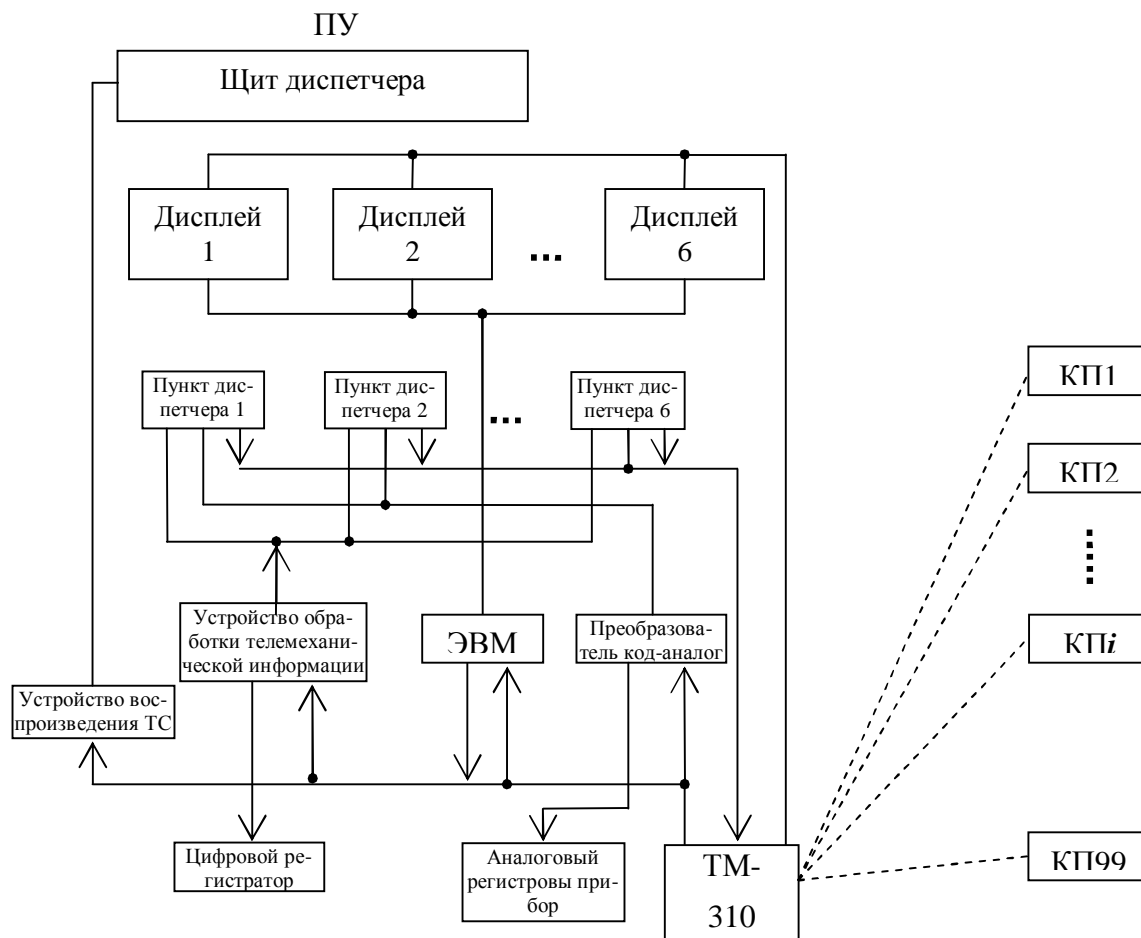 ПУ
Щит диспетчера
Дисплей
1
Дисплей
2
...
Дисплей
6
Пункт дис-
петчера 1
Пункт дис-
петчера 2
...
Пункт дис-
петчера 6
КП1
КП2
КПi
КП99
Устройство обра-
ботки телемехани-
ческой информации
ЭВМ
Преобразова-
тель код-аналог
Устройство вос-
произведения ТС
Цифровой ре-
гистратор
Аналоговый
регистровы при-
бор
ТМ-
310